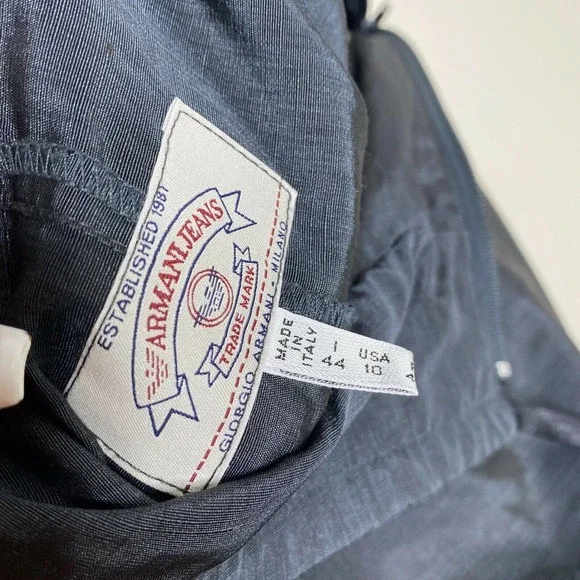 ESTABLISHED 1981
ARMANI JEANS
TRADE MARK
GIORGIO ARMANI - MILANO
MADE
IN
ITALY
I
44
USA
10